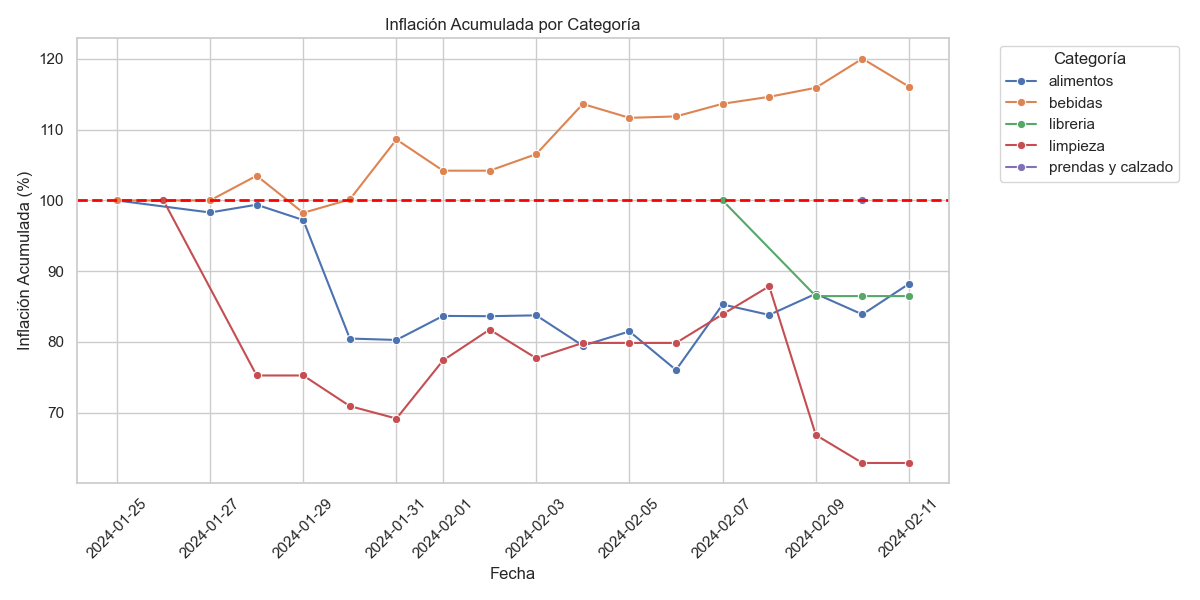 Inflación Acumulada por Categoría
Inflación Acumulada (%)
120
110
100
90
80
70
2024-01-25
2024-01-27
2024-01-29
2024-01-31
2024-02-01
2024-02-03
2024-02-05
2024-02-07
2024-02-09
2024-02-11
Fecha
Categoría
alimentos
bebidas
libreria
limpieza
prendas y calzado